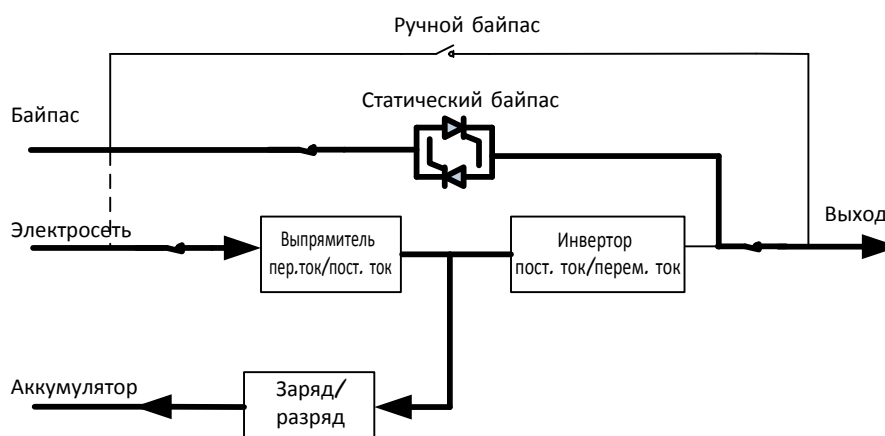 Ручной байпас
Статический байпас
Байпас
Выход
Электросеть
Выпрямитель
пер.ток/пост. ток
Инвертор
пост. ток/перем. ток
Аккумулятор
Заряд/
разряд